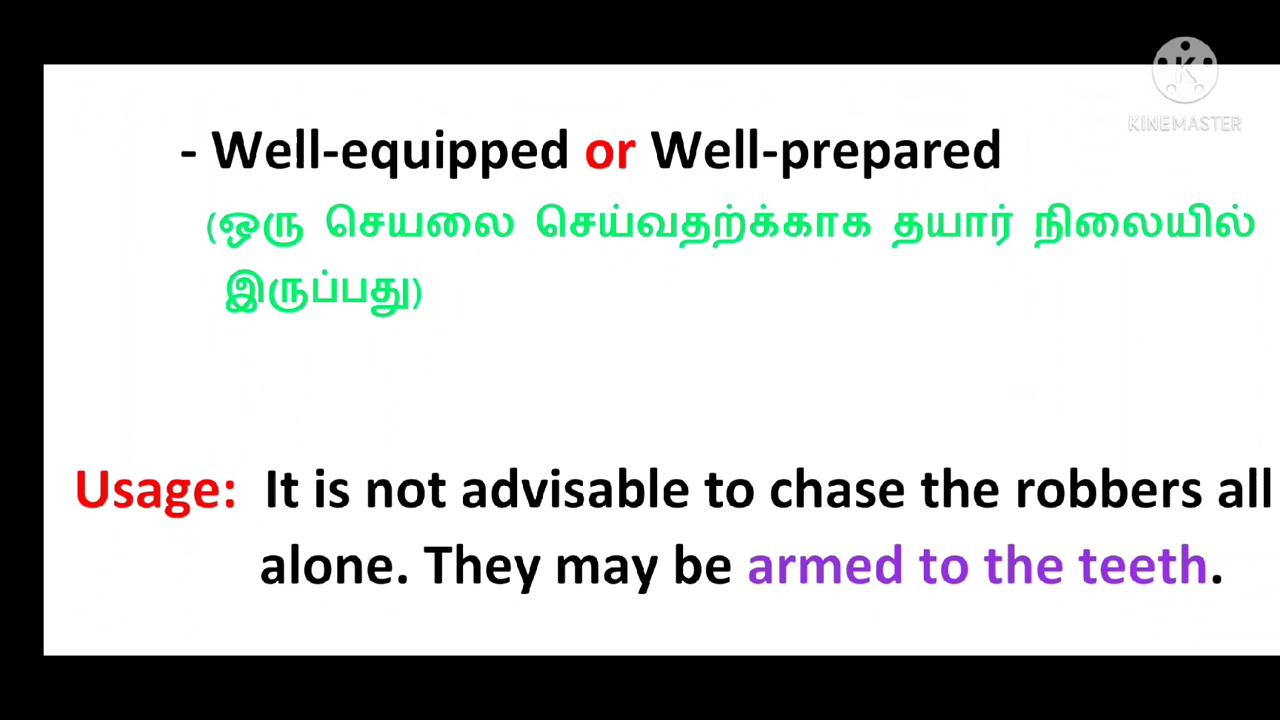 KINEMASTER
- Well-equipped or Well-prepared
(ஒரு செயலை செய்வதற்க்காக தயார் நிலையில்
இருப்பது)
Usage: It is not advisable to chase the robbers all
alone. They may be armed to the teeth.